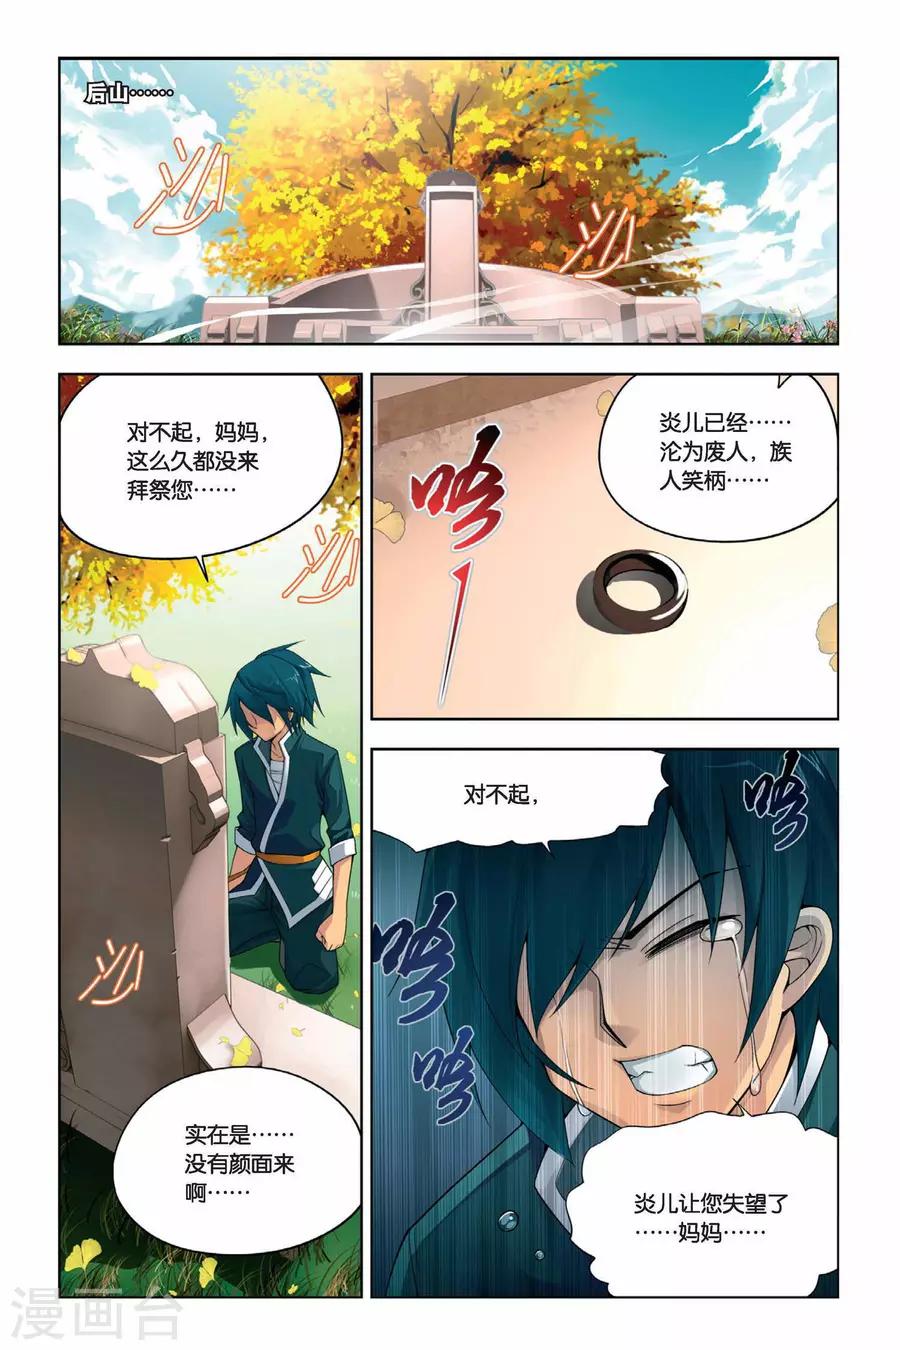 后山……
沙
沙
对不起，妈妈，
这么久都没来
拜祭您……
沙
沙
实在是……
没有颜面来
啊……
炎儿已经……
沦为废人，族
人笑柄……
呜
！
对不起，
呜
呜
呜
炎儿让您失望了
……妈妈……
漫画台